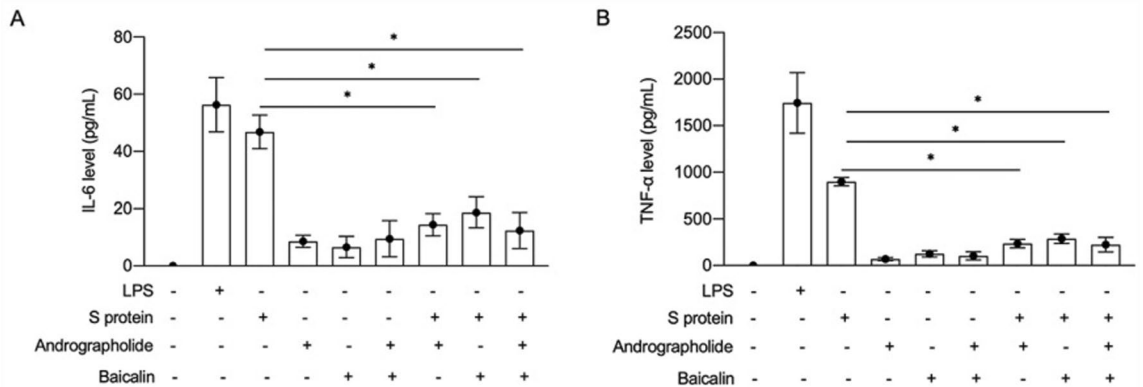 A
IL-6 level (pg/mL)
80
60
40
20
0
* 
*
*
LPS - + - - - - - - -
S protein - - + - - - + + +
Andrographolide - - - + - + + - +
Baicalin - - - - + + - + +
B
TNF-α level (pg/mL)
2500
2000
1500
1000
500
0
*
*
*
LPS - + - - - - - - -
S protein - - + - - - + + +
Andrographolide - - - + - + + - +
Baicalin - - - - + + - + +